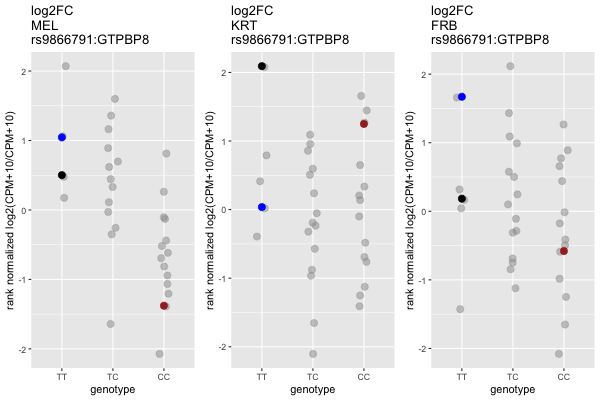 log2FC
MEL
rs9866791:GTPBP8
rank normalized log2(CPM+10/CPM+10)
2
1
0
-1
-2
TT
TC
CC
genotype
log2FC
KRT
rs9866791:GTPBP8
rank normalized log2(CPM+10/CPM+10)
2
1
0
-1
-2
TT
TC
CC
genotype
log2FC
FRB
rs9866791:GTPBP8
rank normalized log2(CPM+10/CPM+10)
2
1
0
-1
-2
TT
TC
CC
genotype